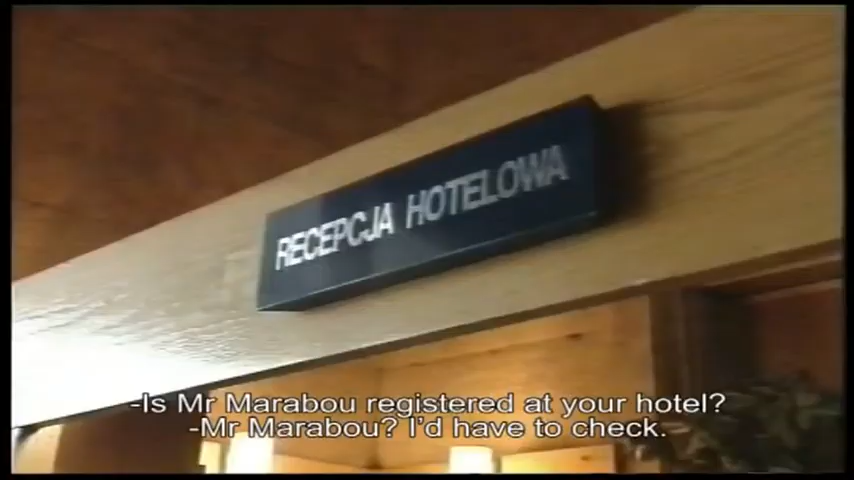 RECEPCJA HOTELOWA
-Is Mr Marabou registered at your hotel?
-Mr Marabou? I'd have to check.